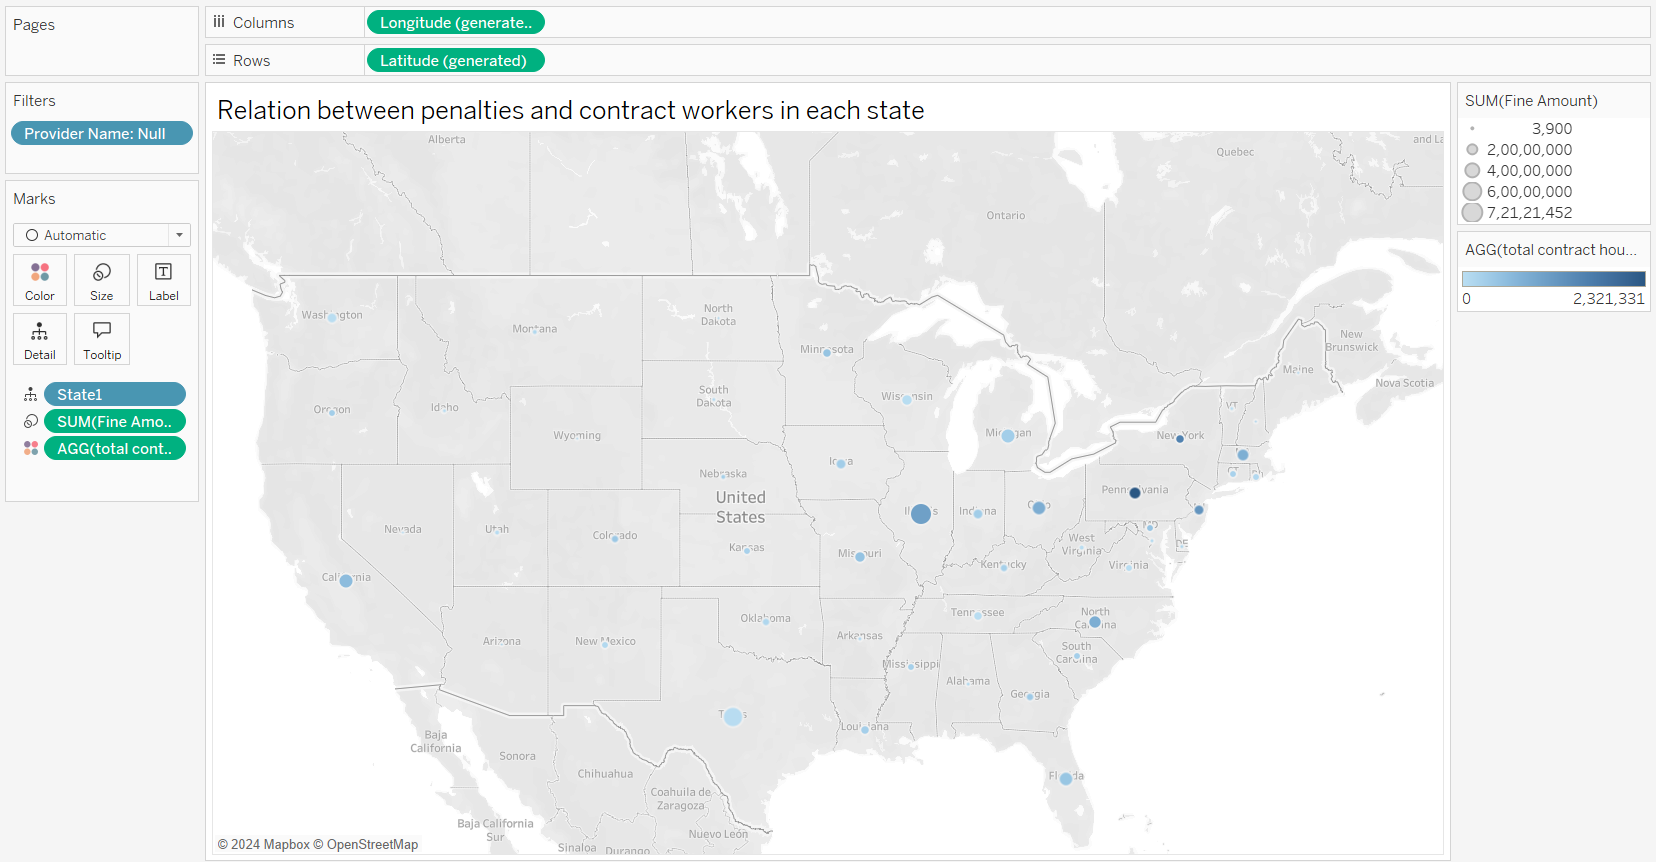 Pages
Columns
Longitude (generate..
Rows
Latitude (generated)
Filters
Provider Name: Null
Marks
Automatic
Color
Size
Label
Detail
Tooltip
State1
SUM(Fine Amo..
AGG(total cont..
Relation between penalties and contract workers in each state
Alberta
Quebec
and La
Ontario
Washington
Montana
North
Dakota
Minnesota
New
Brunswick
Maine
Nova Scotia
Oregon
Idaho
South
Dakota
Wisconsin
VT
Wyoming
Michigan
New York
Nebraska
Iowa
CT
United
States
Illinois
Indiana
Ohio
Pennsylvania
Nevada
Utah
Colorado
Kansas
Missouri
West
Virginia
MD
DE
California
Kentucky
Virginia
Oklahoma
Tennessee
North
Carolina
Arizona
New Mexico
Arkansas
South
Carolina
Mississippi
Alabama
Georgia
Texas
Louisiana
Baja
California
Sonora
Chihuahua
Florida
Coahuila de
Zaragoza
Baja California
Sur
Nuevo León
Sinaloa
Durango
© 2024 Mapbox © OpenStreetMap
SUM(Fine Amount)
3,900
2,00,00,000
4,00,00,000
6,00,00,000
7,21,21,452
AGG(total contract hou...
0
2,321,331